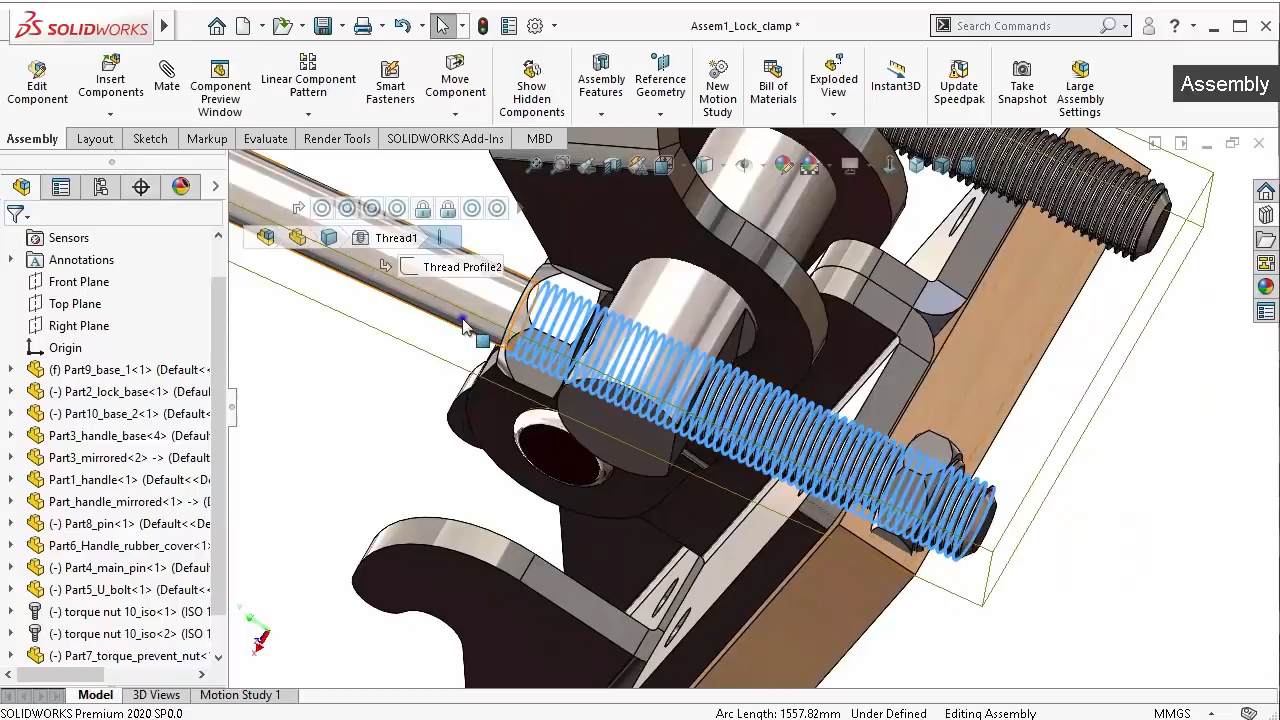 SOLIDWORKS
Assem1_Lock_clamp *
Search Commands
?
Edit Component
Insert Components
Mate
Component Preview Window
Linear Component Pattern
Smart Fasteners
Move Component
Show Hidden Components
Assembly Features
Reference Geometry
New Motion Study
Bill of Materials
Exploded View
Instant3D
Update Speedpak
Take Snapshot
Large Assembly Settings
Assembly
Assembly Layout Sketch Markup Evaluate Render Tools SOLIDWORKS Add-Ins MBD
Thread1
Thread Profile2
Sensors
Annotations
Front Plane
Top Plane
Right Plane
Origin
(f) Part9_base_1<1> (Default<<
(-) Part2_lock_base<1> (Default
(-) Part10_base_2<1> (Default<
Part3_handle_base<4> (Defaul
Part3_mirrored<2> -> (Default
Part1_handle<1> (Default<<De
Part_handle_mirrored<1> -> (D
(-) Part8_pin<1> (Default<<De
Part6_Handle_rubber_cover<1>
(-) Part4_main_pin<1> (Default
(-) Part5_U_bolt<1> (Default<
(-) torque nut 10_iso<1> (ISO 1
(-) torque nut 10_iso<2> (ISO 1
(-) Part7_torque_prevent_nut<
Model 3D Views Motion Study 1
SOLIDWORKS Premium 2020 SP0.0
Arc Length: 1557.82mm Under Defined Editing Assembly MMGS